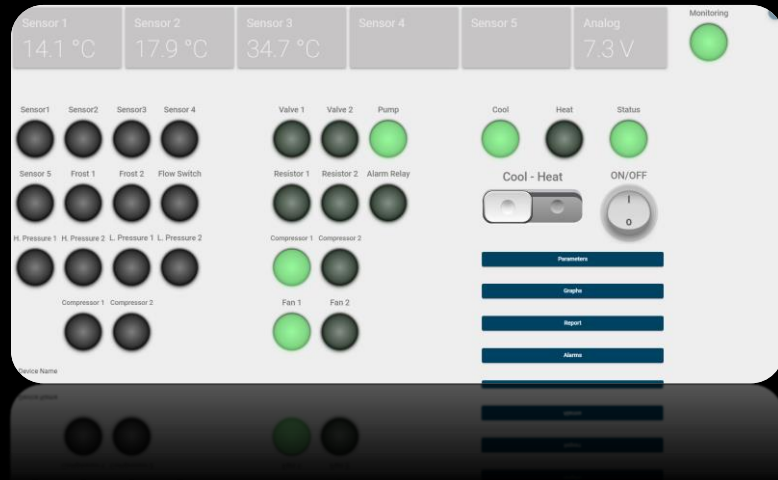 Sensor 1 Sensor 2 Sensor 3 Sensor 4 Sensor 5 Analog Monitoring
14.1 °C 17.9 °C 34.7 °C 7.3 V
Sensor1 Sensor2 Sensor3 Sensor 4 Valve 1 Valve 2 Pump Cool Heat Status
Sensor 5 Frost 1 Frost 2 Flow Switch Resistor 1 Resistor 2 Alarm Relay Cool - Heat ON/OFF
I
O
H. Pressure 1 H. Pressure 2 L. Pressure 1 L. Pressure 2 Compressor 1 Compressor 2
Parameters
Graphs
Compressor 1 Compressor 2 Fan 1 Fan 2
Report
Alarms
Device Name